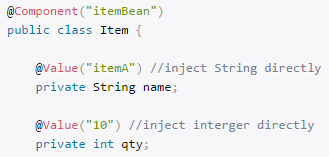 @Component("itemBean")
public class Item {
@Value("itemA") //inject String directly
private String name;
@Value("10") //inject interger directly
private int qty;